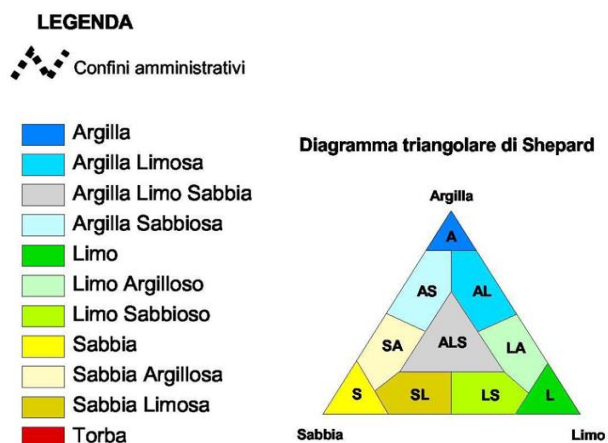 LEGENDA
Confini amministrativi
Argilla
Argilla Limosa
Argilla Limo Sabbia
Argilla Sabbiosa
Limo
Limo Argilloso
Limo Sabbioso
Sabbia
Sabbia Argillosa
Sabbia Limosa
Torba
Diagramma triangolare di Shepard
Argilla
A
AS AL
SA ALS LA
S SL LS L
Sabbia Limo